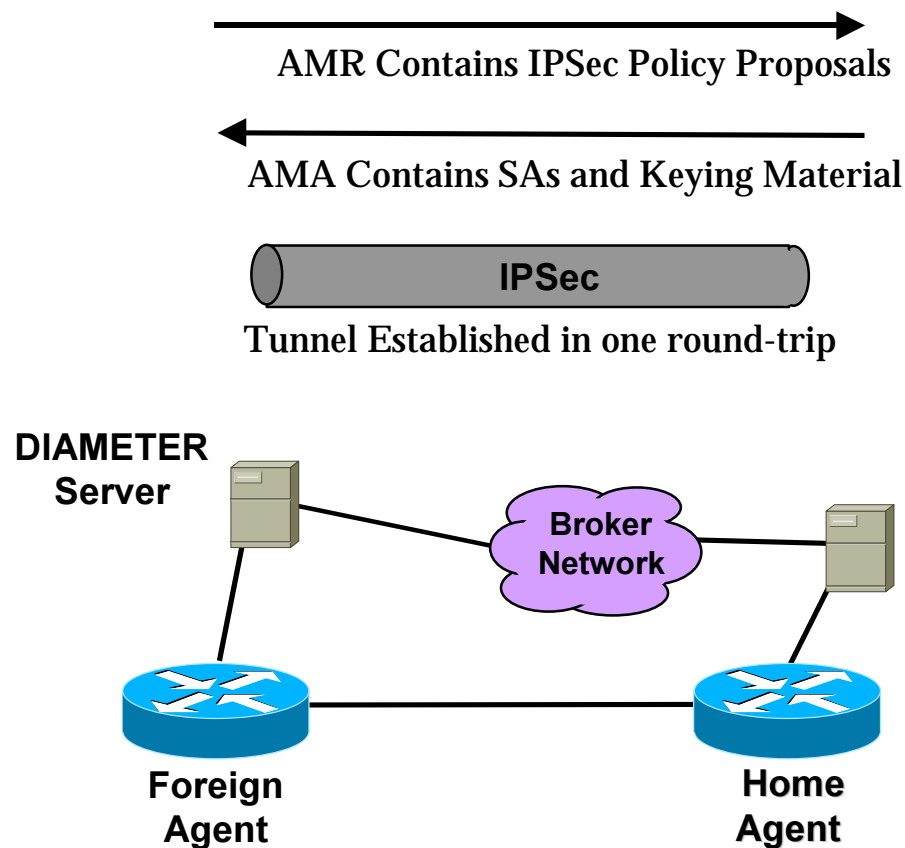 AMR Contains IPSec Policy Proposals
AMA Contains SAs and Keying Material
IPSec
Tunnel Established in one round-trip
DIAMETER
Server
Broker
Network
Foreign
Agent
Home
Agent